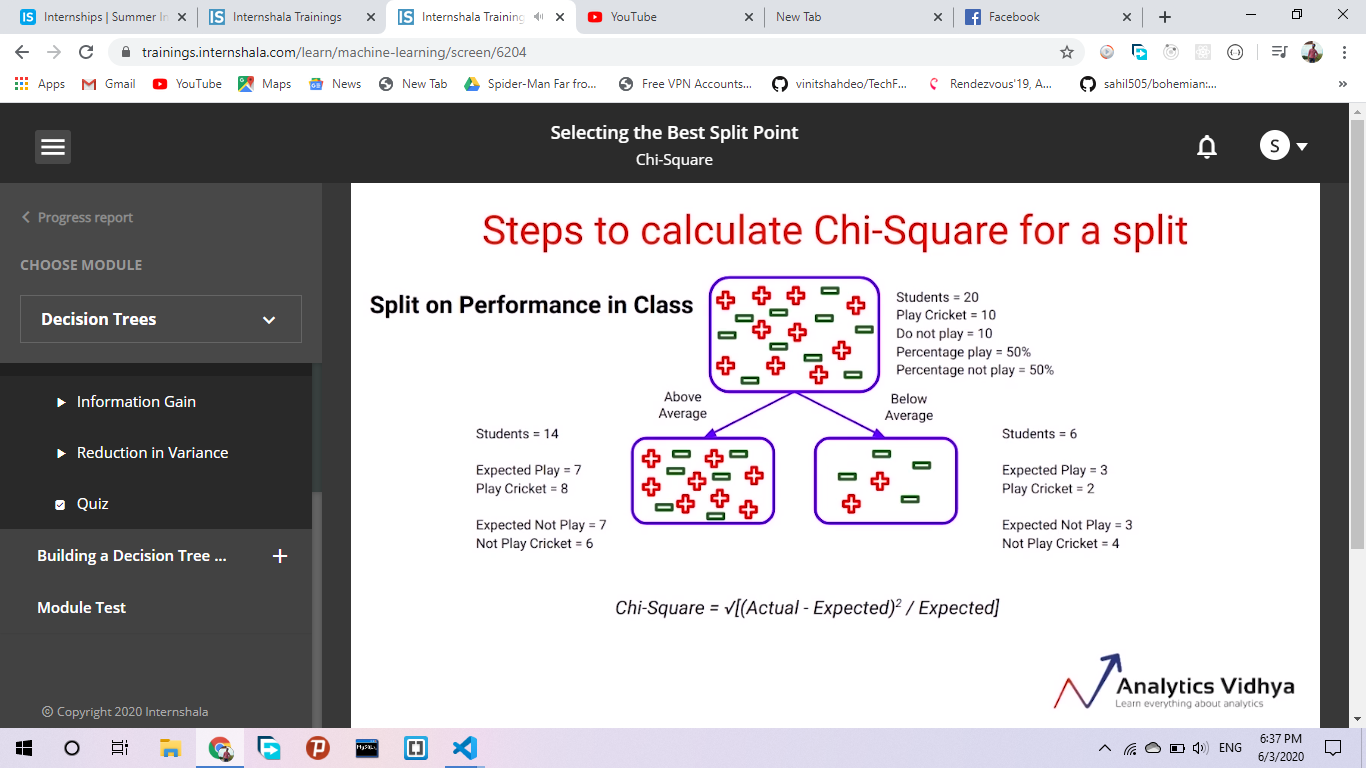 Internships | Summer In
Internshala Trainings
Internshala Training
YouTube
New Tab
Facebook
trainings.internshala.com/learn/machine-learning/screen/6204
Apps
Gmail
YouTube
Maps
News
New Tab
Spider-Man Far fro...
Free VPN Accounts...
vinitshahdeo/TechF...
Rendezvous'19, A...
sahil505/bohemian:...
»
Selecting the Best Split Point
Chi-Square
S
Progress report
CHOOSE MODULE
Decision Trees
Information Gain
Reduction in Variance
Quiz
Building a Decision Tree ...
Module Test
© Copyright 2020 Internshala
Steps to calculate Chi-Square for a split
Split on Performance in Class
Students = 20
Play Cricket = 10
Do not play = 10
Percentage play = 50%
Percentage not play = 50%
Above
Average
Below
Average
Students = 14
Expected Play = 7
Play Cricket = 8
Expected Not Play = 7
Not Play Cricket = 6
Students = 6
Expected Play = 3
Play Cricket = 2
Expected Not Play = 3
Not Play Cricket = 4
Chi-Square = √[(Actual - Expected)² / Expected]
Analytics Vidhya
Learn everything about analytics
MySQL
ENG
6:37 PM
6/3/2020